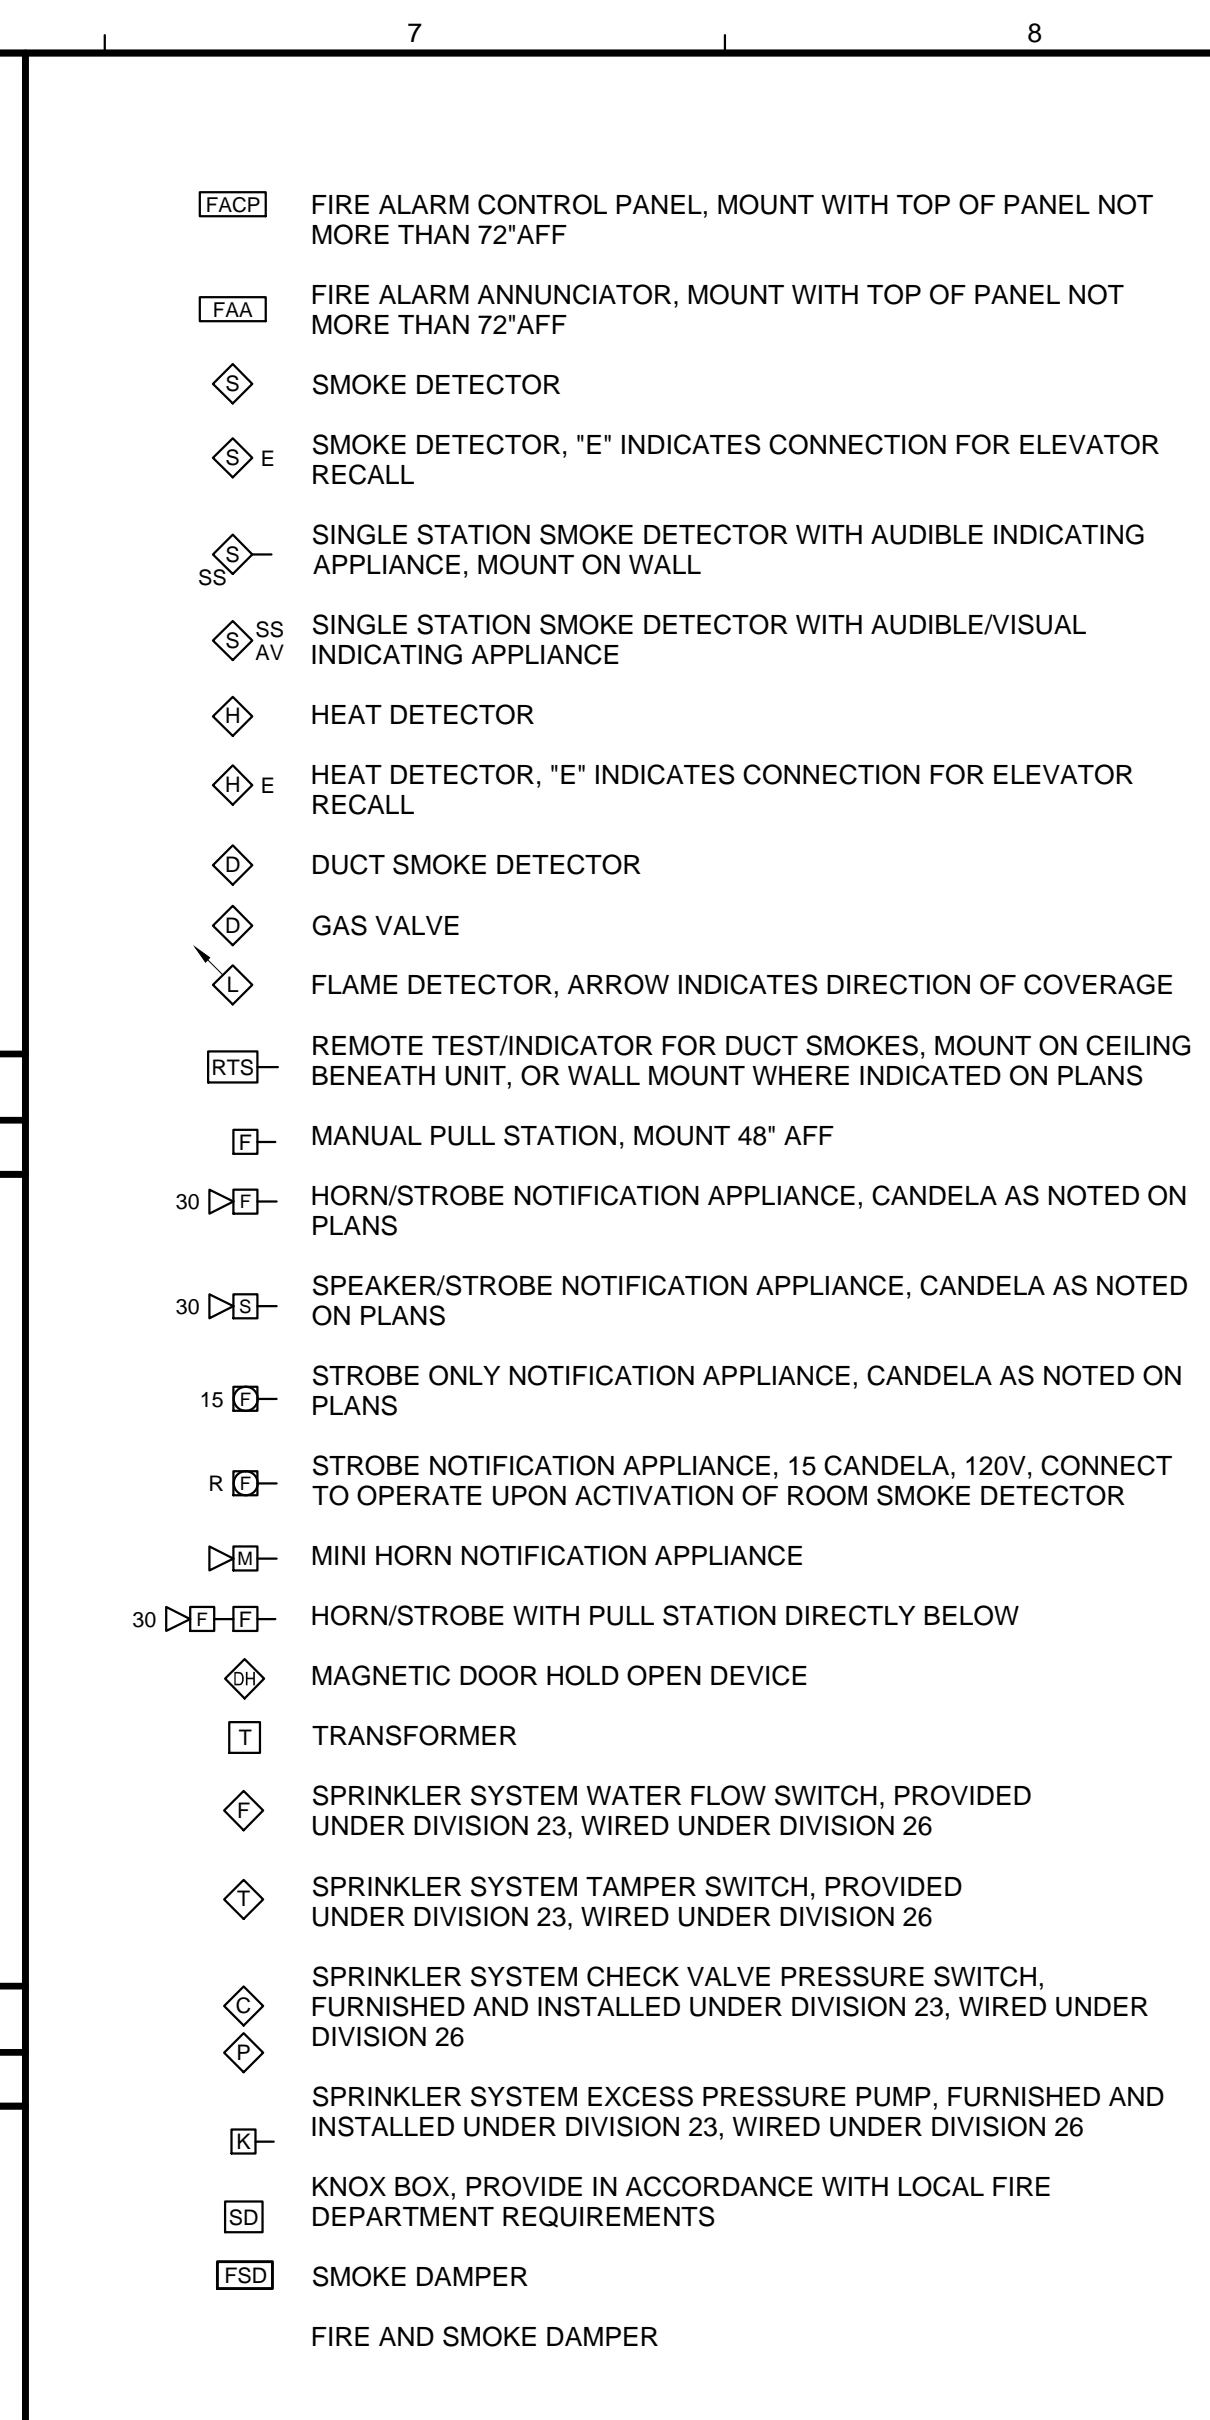 7 8
FACP FIRE ALARM CONTROL PANEL, MOUNT WITH TOP OF PANEL NOT
MORE THAN 72"AFF
FAA FIRE ALARM ANNUNCIATOR, MOUNT WITH TOP OF PANEL NOT
MORE THAN 72"AFF
S SMOKE DETECTOR
S E SMOKE DETECTOR, "E" INDICATES CONNECTION FOR ELEVATOR
RECALL
S SINGLE STATION SMOKE DETECTOR WITH AUDIBLE INDICATING
SS APPLIANCE, MOUNT ON WALL
S SS SINGLE STATION SMOKE DETECTOR WITH AUDIBLE/VISUAL
AV INDICATING APPLIANCE
H HEAT DETECTOR
H E HEAT DETECTOR, "E" INDICATES CONNECTION FOR ELEVATOR
RECALL
D DUCT SMOKE DETECTOR
D GAS VALVE
L FLAME DETECTOR, ARROW INDICATES DIRECTION OF COVERAGE
RTS REMOTE TEST/INDICATOR FOR DUCT SMOKES, MOUNT ON CEILING
BENEATH UNIT, OR WALL MOUNT WHERE INDICATED ON PLANS
F MANUAL PULL STATION, MOUNT 48" AFF
30 F HORN/STROBE NOTIFICATION APPLIANCE, CANDELA AS NOTED ON
PLANS
30 S SPEAKER/STROBE NOTIFICATION APPLIANCE, CANDELA AS NOTED
ON PLANS
15 F STROBE ONLY NOTIFICATION APPLIANCE, CANDELA AS NOTED ON
PLANS
R F STROBE NOTIFICATION APPLIANCE, 15 CANDELA, 120V, CONNECT
TO OPERATE UPON ACTIVATION OF ROOM SMOKE DETECTOR
M MINI HORN NOTIFICATION APPLIANCE
30 F F HORN/STROBE WITH PULL STATION DIRECTLY BELOW
DH MAGNETIC DOOR HOLD OPEN DEVICE
T TRANSFORMER
F SPRINKLER SYSTEM WATER FLOW SWITCH, PROVIDED
UNDER DIVISION 23, WIRED UNDER DIVISION 26
T SPRINKLER SYSTEM TAMPER SWITCH, PROVIDED
UNDER DIVISION 23, WIRED UNDER DIVISION 26
SPRINKLER SYSTEM CHECK VALVE PRESSURE SWITCH,
C FURNISHED AND INSTALLED UNDER DIVISION 23, WIRED UNDER
P DIVISION 26
SPRINKLER SYSTEM EXCESS PRESSURE PUMP, FURNISHED AND
K INSTALLED UNDER DIVISION 23, WIRED UNDER DIVISION 26
KNOX BOX, PROVIDE IN ACCORDANCE WITH LOCAL FIRE
SD DEPARTMENT REQUIREMENTS
FSD SMOKE DAMPER
FIRE AND SMOKE DAMPER